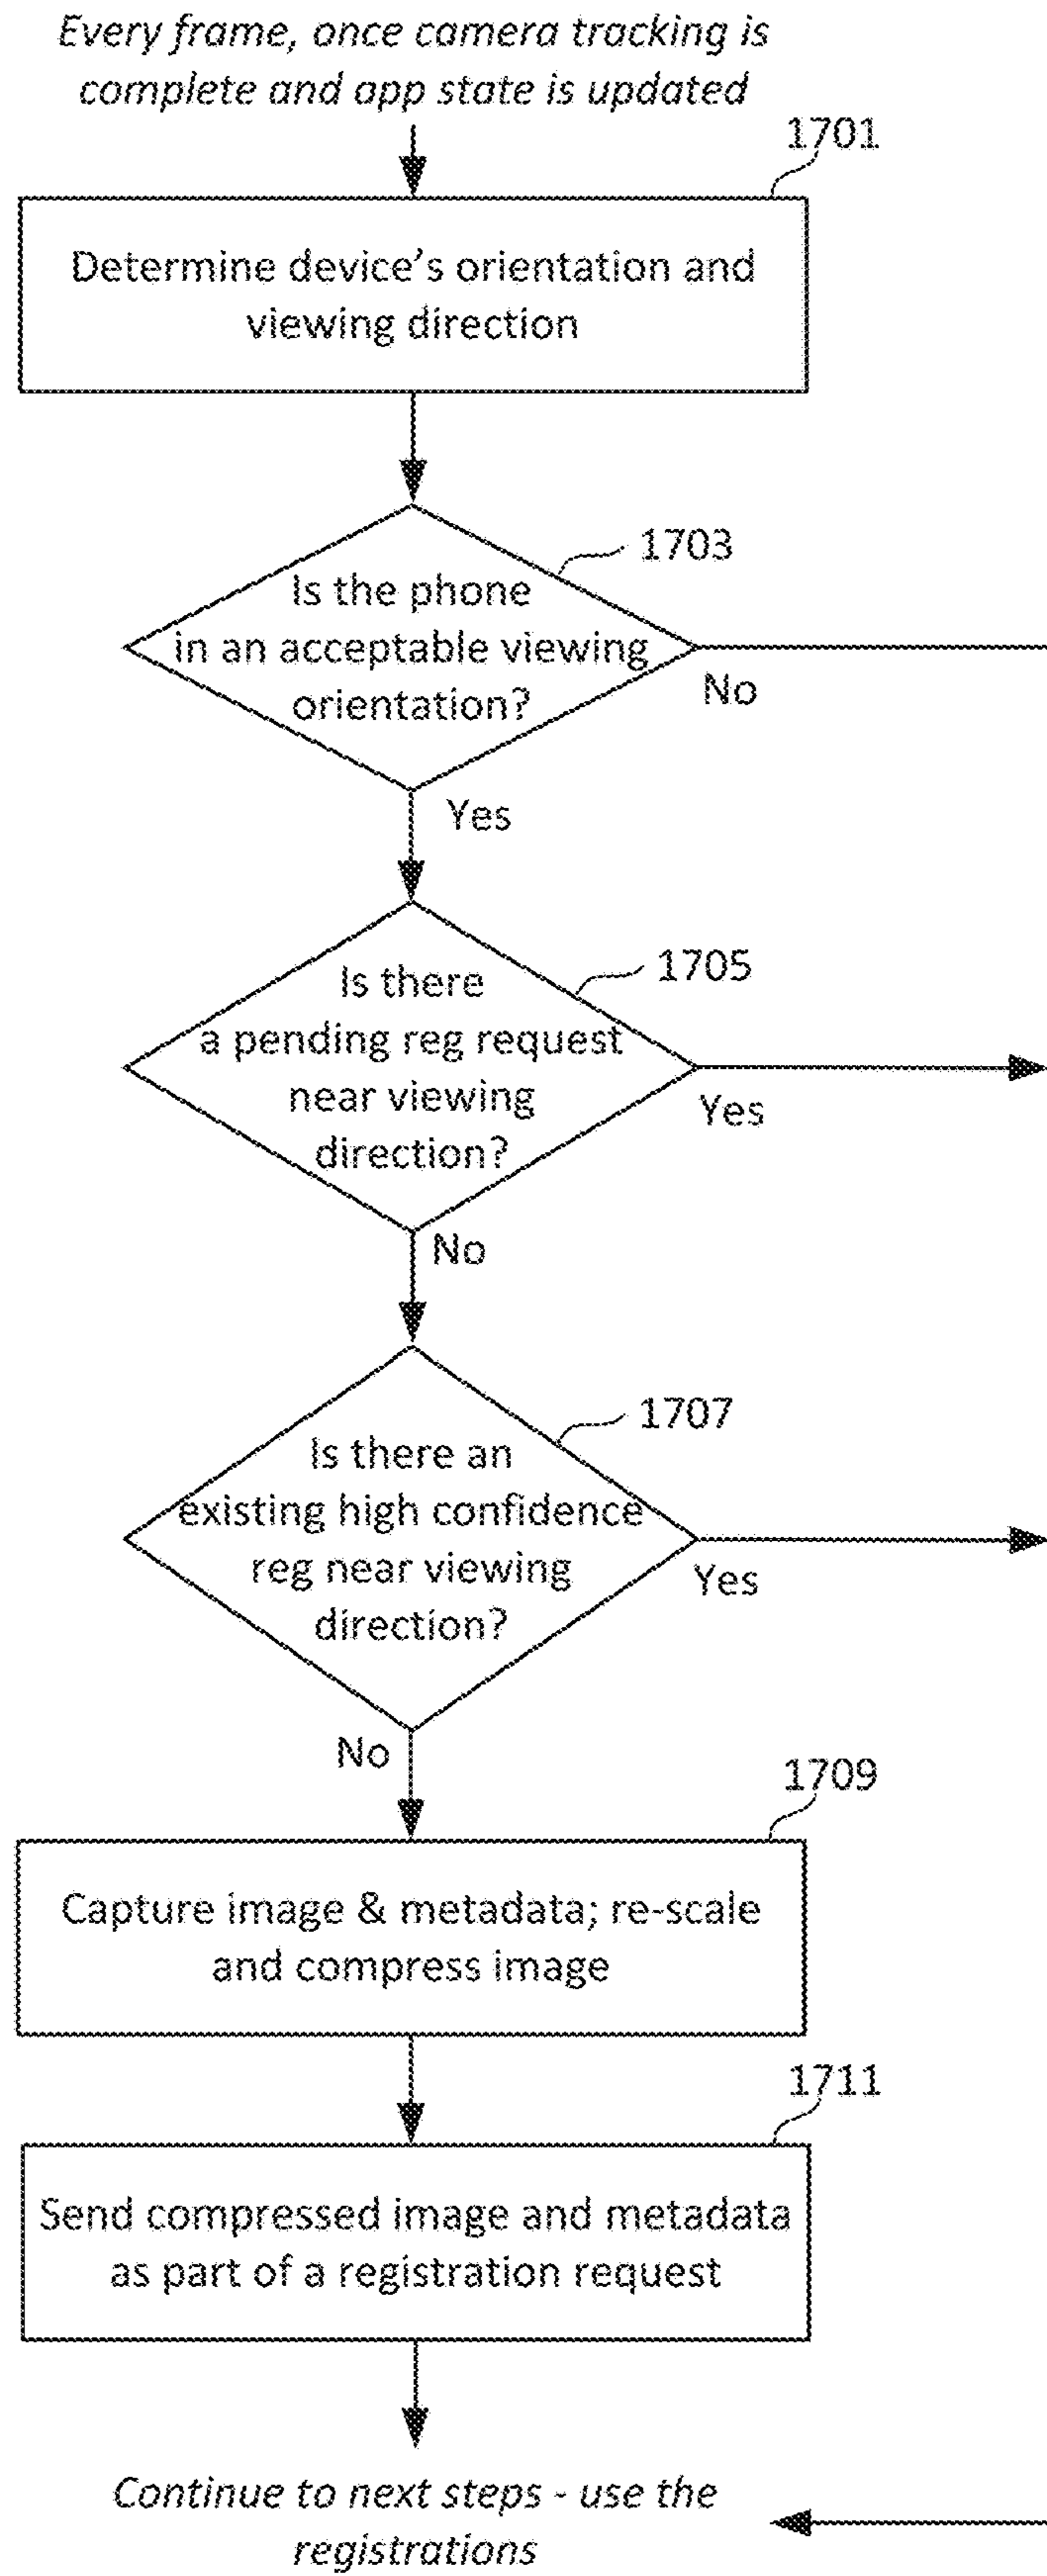 Every frame, once camera tracking is
complete and app state is updated
1701
Determine device's orientation and
viewing direction
1703
Is the phone
in an acceptable viewing
orientation?
No
Yes
1705
Is there
a pending reg request
near viewing
direction?
Yes
No
1707
Is there an
existing high confidence
reg near viewing
direction?
Yes
No
1709
Capture image & metadata; re-scale
and compress image
1711
Send compressed image and metadata
as part of a registration request
Continue to next steps - use the
registrations